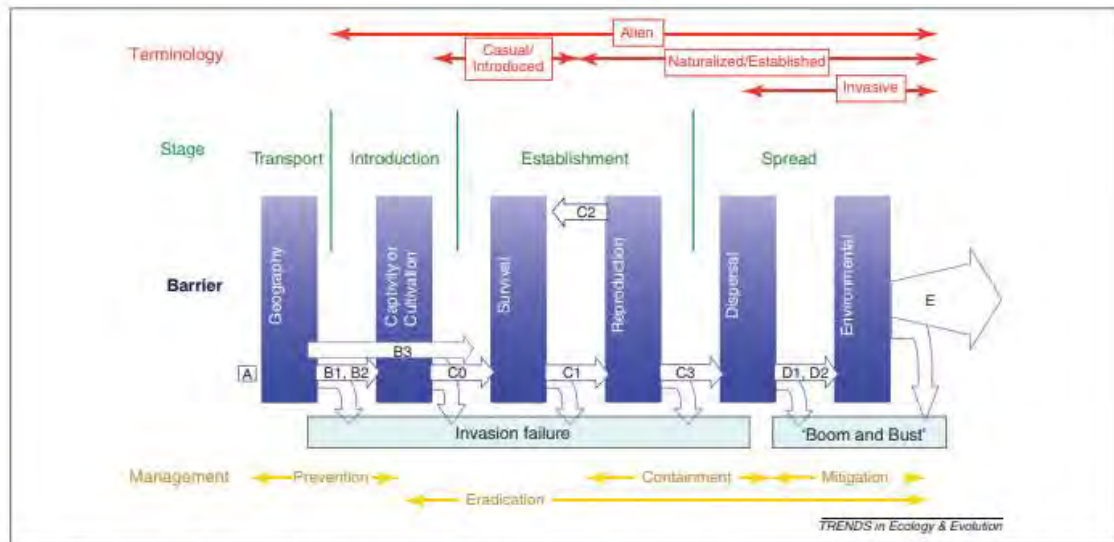 Alien
Terminology
Casual/
Introduced
Naturalized/Established
Invasive
Stage
Transport
Introduction
Establishment
Spread
C2
Barrier
Geography
Captivity or
Cultivation
Survival
Reproduction
Dispersal
Environmental
E
B3
A
B1, B2
C0
C1
C3
D1, D2
Invasion failure
'Boom and Bust'
Management
Prevention
Containment
Mitigation
Eradication
TRENDS in Ecology & Evolution